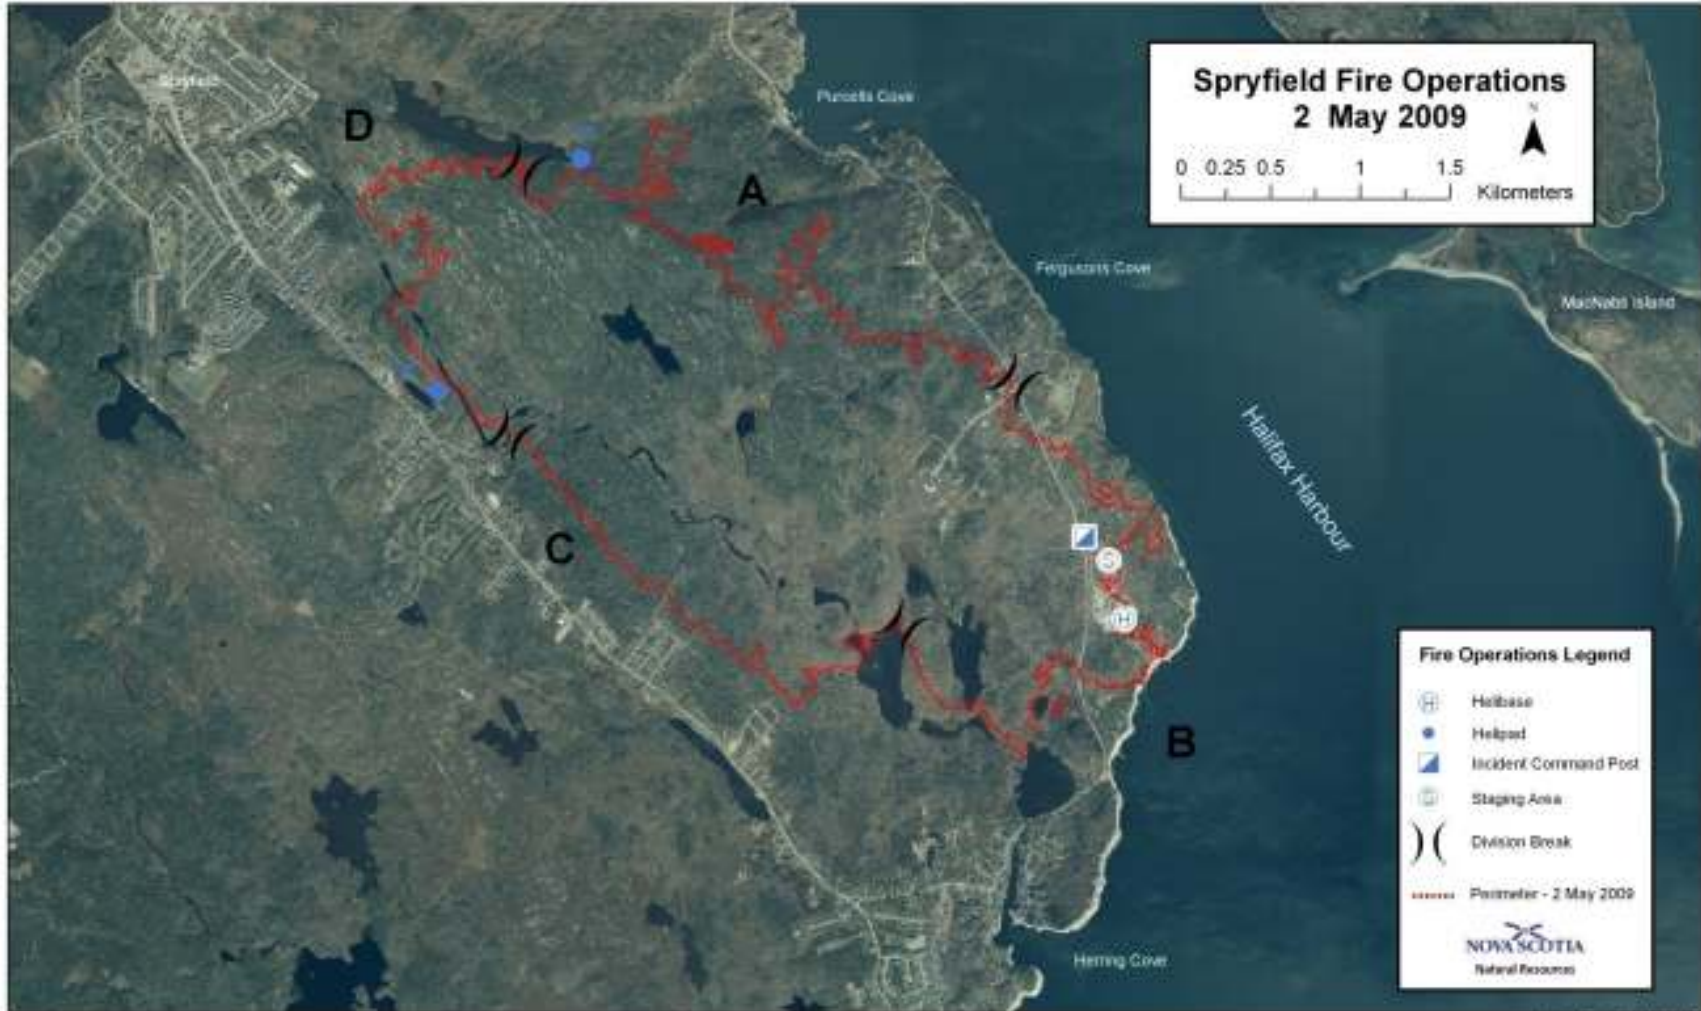 Spryfield Fire Operations
2 May 2009
N
0 0.25 0.5 1 1.5
Kilometers
Spryfield
Purcells Cove
D
A
Fergusons Cove
MacNabs Island
Halifax Harbour
C
S
H
B
Herring Cove
Fire Operations Legend
H Helibase
Helipad
Incident Command Post
S Staging Area
Division Break
Perimeter - 2 May 2009
NOVA SCOTIA
Natural Resources